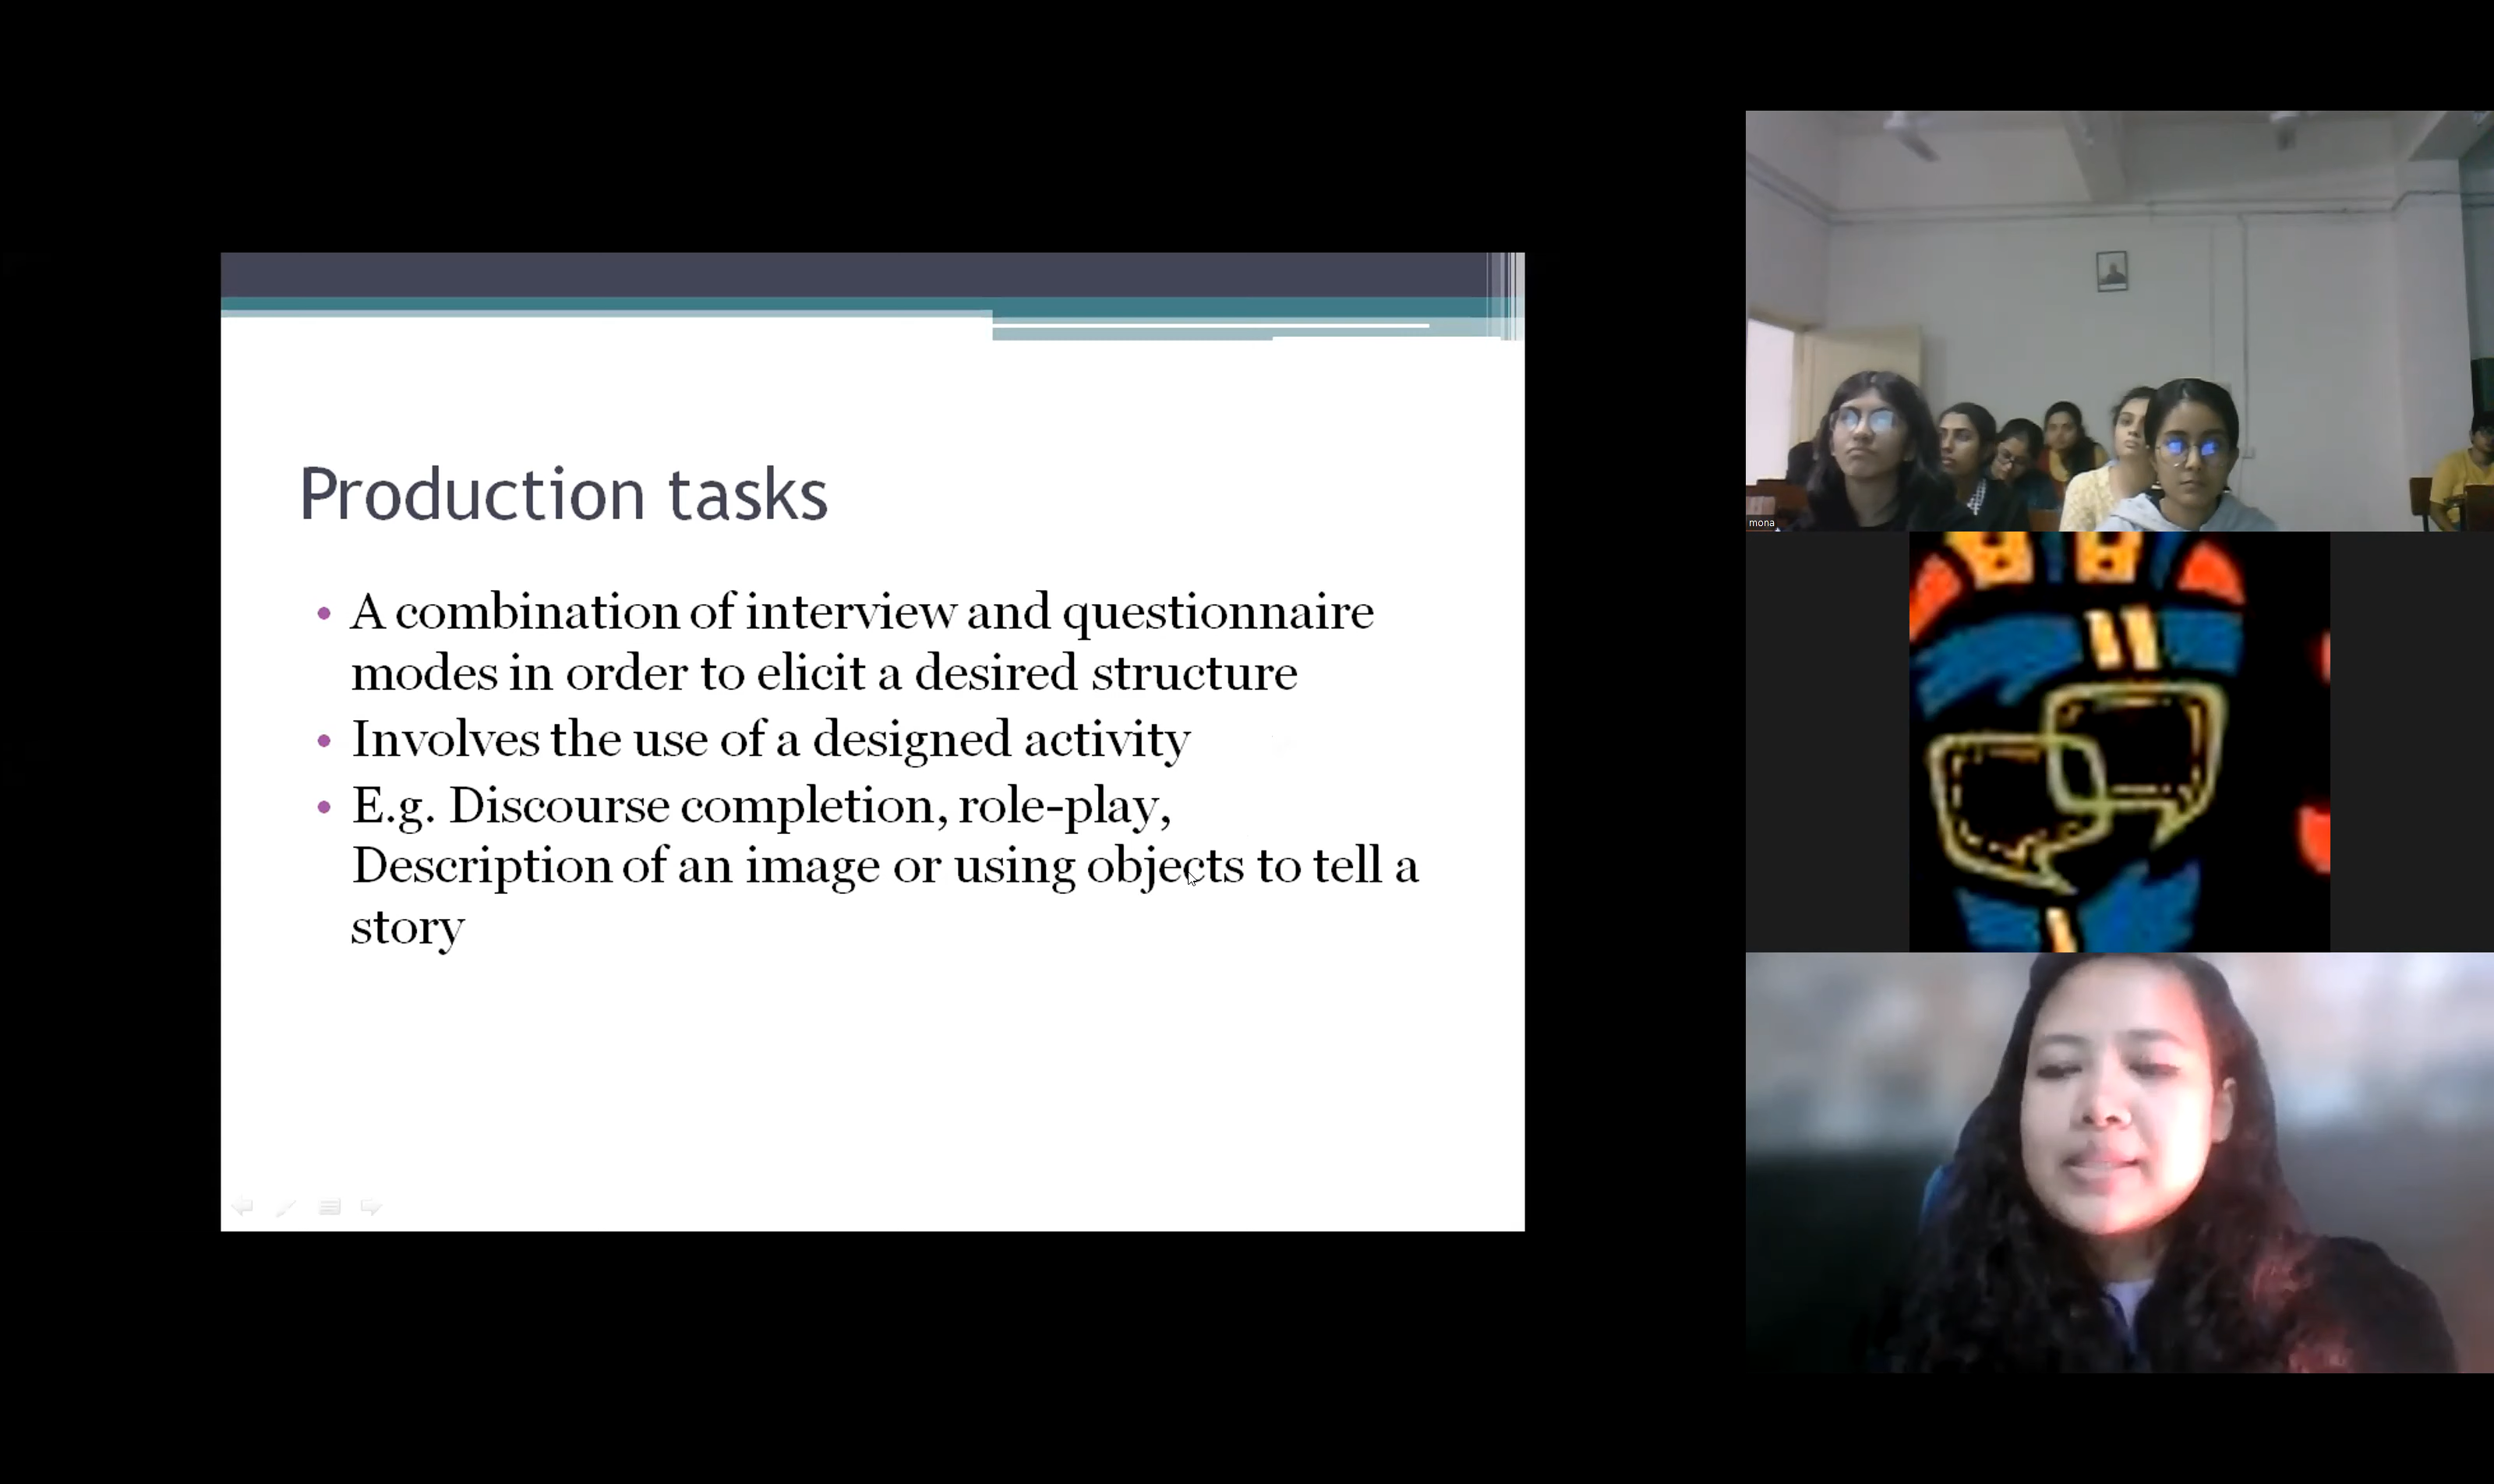 Production tasks
• A combination of interview and questionnaire
modes in order to elicit a desired structure
• Involves the use of a designed activity
• E.g. Discourse completion, role-play,
Description of an image or using objects to tell a
story
mona